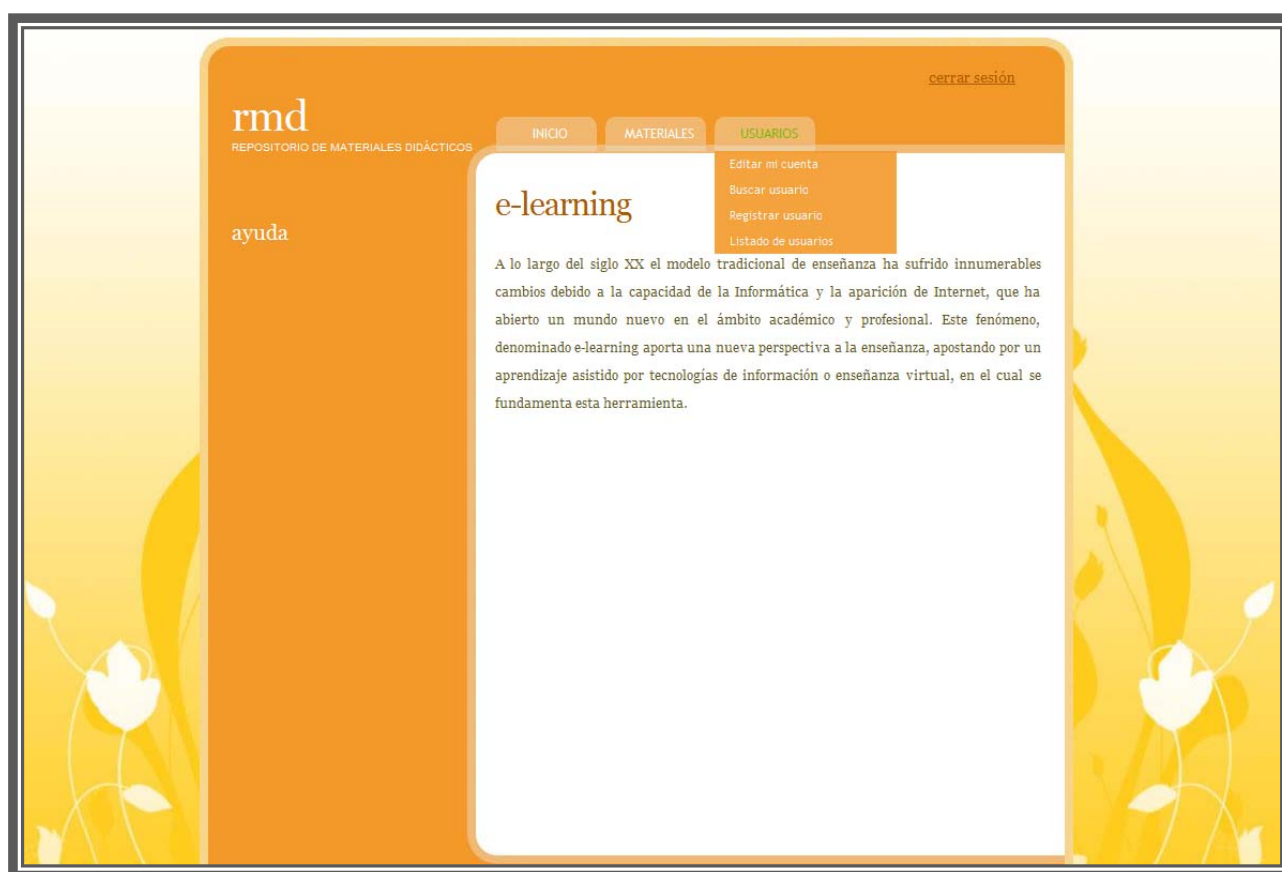 cerrar sesión
rmd
REPOSITORIO DE MATERIALES DIDÁCTICOS
INICIO MATERIALES USUARIOS
Editar mi cuenta
Buscar usuario
Registrar usuario
Listado de usuarios
ayuda
e-learning
A lo largo del siglo XX el modelo tradicional de enseñanza ha sufrido innumerables
cambios debido a la capacidad de la Informática y la aparición de Internet, que ha
abierto un mundo nuevo en el ámbito académico y profesional. Este fenómeno,
denominado e-learning aporta una nueva perspectiva a la enseñanza, apostando por un
aprendizaje asistido por tecnologías de información o enseñanza virtual, en el cual se
fundamenta esta herramienta.